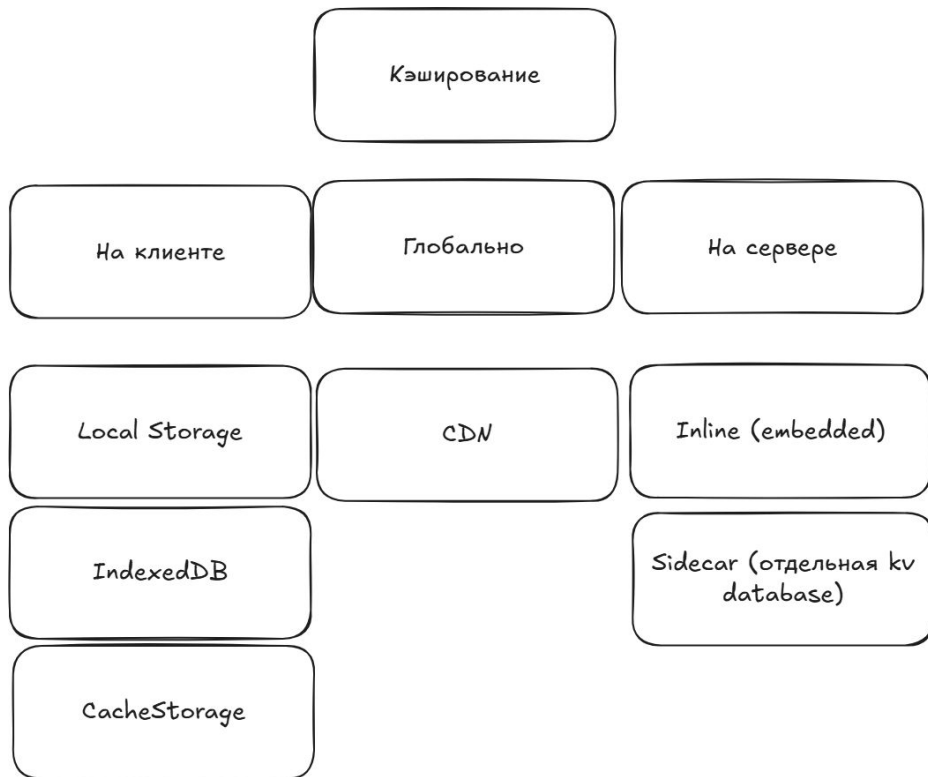 Кэширование
На клиенте
Глобально
На сервере
Local Storage
CDN
Inline (embedded)
IndexedDB
Sidecar (отдельная kv
database)
CacheStorage